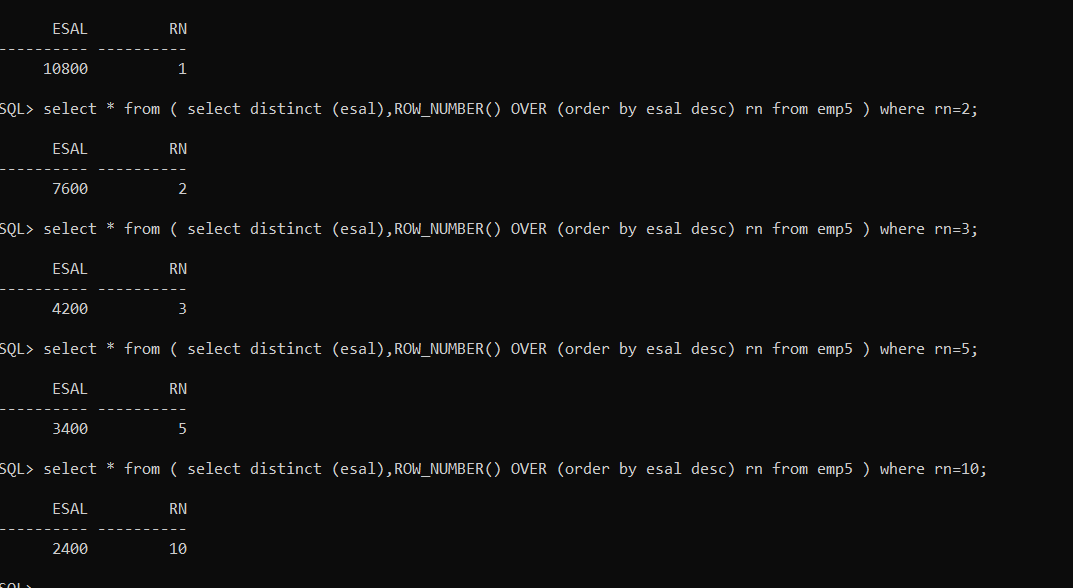 ESAL RN
---------- ----------
10800 1
SQL> select * from ( select distinct (esal),ROW_NUMBER() OVER (order by esal desc) rn from emp5 ) where rn=2;
ESAL RN
---------- ----------
7600 2
SQL> select * from ( select distinct (esal),ROW_NUMBER() OVER (order by esal desc) rn from emp5 ) where rn=3;
ESAL RN
---------- ----------
4200 3
SQL> select * from ( select distinct (esal),ROW_NUMBER() OVER (order by esal desc) rn from emp5 ) where rn=5;
ESAL RN
---------- ----------
3400 5
SQL> select * from ( select distinct (esal),ROW_NUMBER() OVER (order by esal desc) rn from emp5 ) where rn=10;
ESAL RN
---------- ----------
2400 10
SQL>